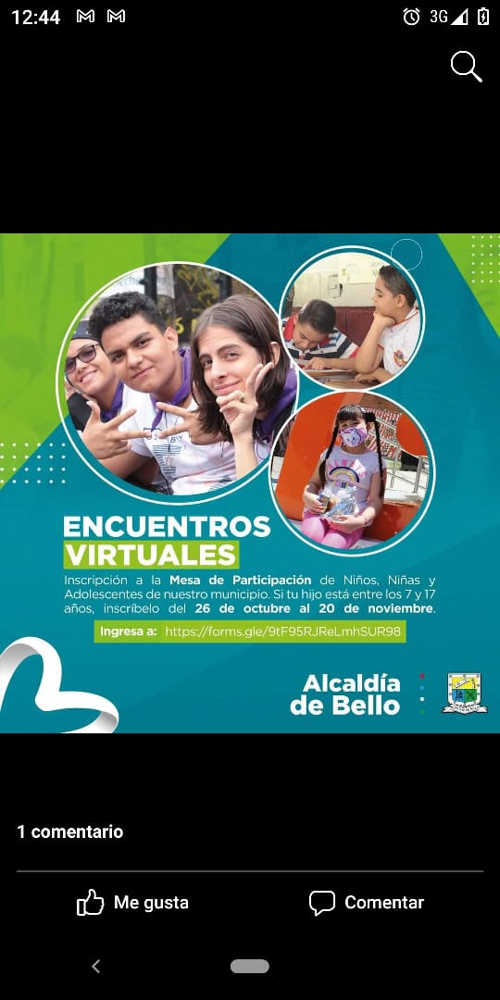 12:44
3G
ENCUENTROS
VIRTUALES
Inscripción a la Mesa de Participación de Niños, Niñas y
Adolescentes de nuestro municipio. Si tu hijo está entre los 7 y 17
años, inscríbelo del 26 de octubre al 20 de noviembre.
Ingresa a: https://forms.gle/9tF95RJReLmhSUR98
Alcaldía
de Bello
1 comentario
Me gusta
Comentar